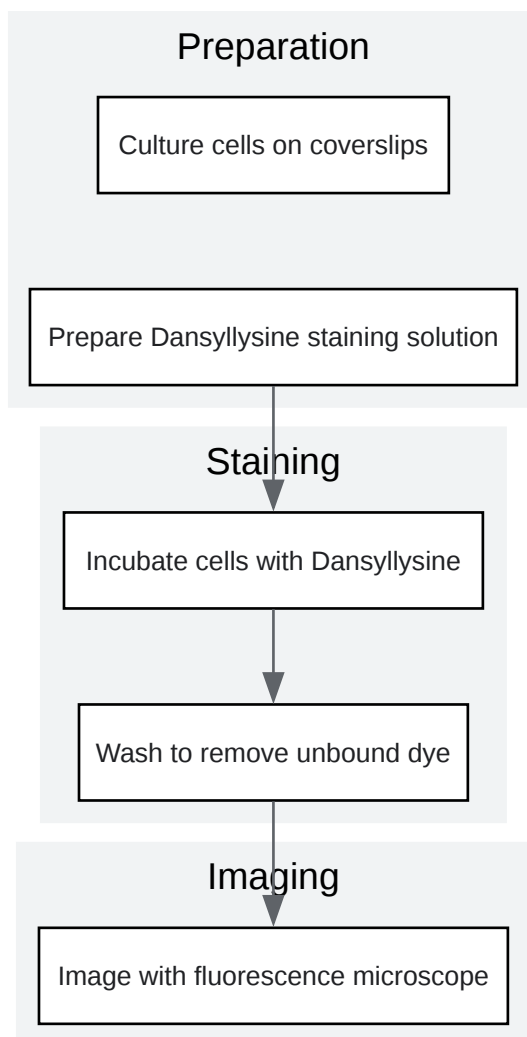 Preparation
Culture cells on coverslips
Prepare Dansyllysine staining solution
Staining
Incubate cells with Dansyllysine
Wash to remove unbound dye
Imaging
Image with fluorescence microscope